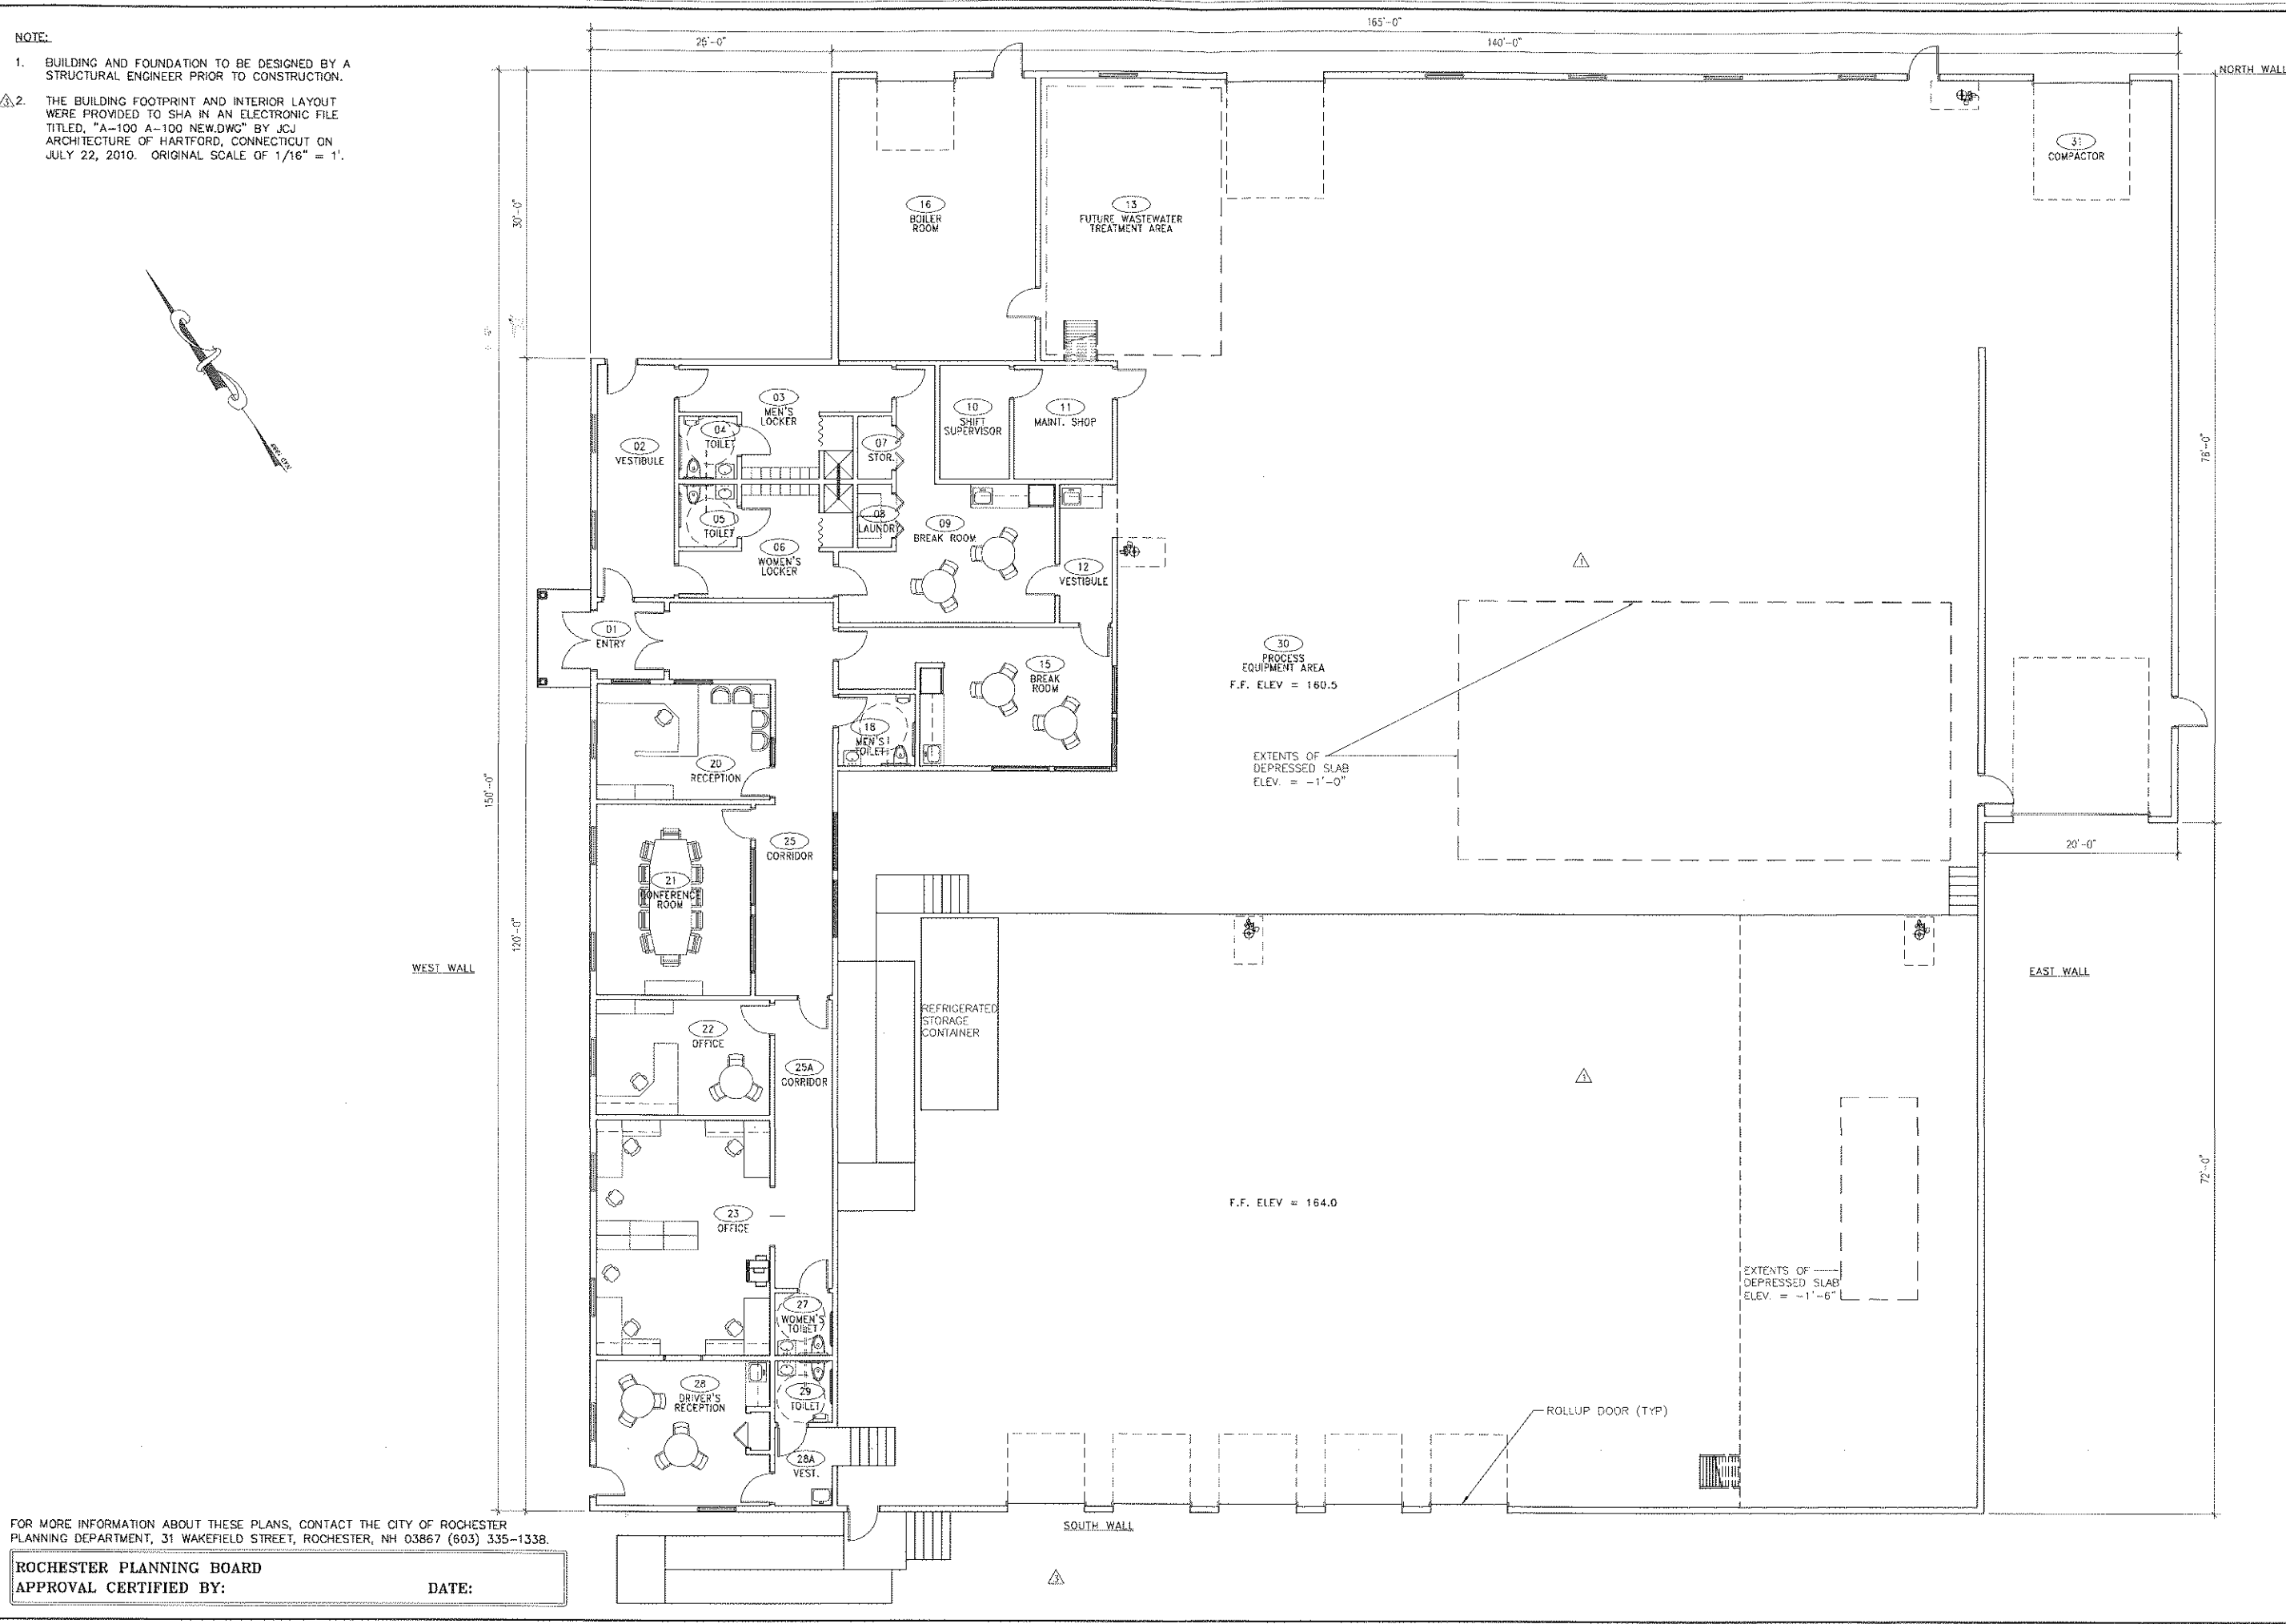 NOTE:
1. BUILDING AND FOUNDATION TO BE DESIGNED BY A
STRUCTURAL ENGINEER PRIOR TO CONSTRUCTION.
3 2. THE BUILDING FOOTPRINT AND INTERIOR LAYOUT
WERE PROVIDED TO SHA IN AN ELECTRONIC FILE
TITLED, "A-100 A-100 NEW.DWG" BY JCJ
ARCHITECTURE OF HARTFORD, CONNECTICUT ON
JULY 22, 2010. ORIGINAL SCALE OF 1/16" = 1'.
165'-0"
25'-0"
140'-0"
NORTH WALL
30'-0"
16
BOILER
ROOM
13
FUTURE WASTEWATER
TREATMENT AREA
31
COMPACTOR
78'-0"
02
VESTIBULE
03
MEN'S
LOCKER
04
TOILET
05
TOILET
06
WOMEN'S
LOCKER
07
STOR.
08
LAUNDRY
09
BREAK ROOM
10
SHIFT
SUPERVISOR
11
MAINT. SHOP
12
VESTIBULE
01
ENTRY
15
BREAK
ROOM
18
MEN'S
TOILET
20
RECEPTION
30
PROCESS
EQUIPMENT AREA
F.F. ELEV = 160.5
EXTENTS OF
DEPRESSED SLAB
ELEV. = -1'-0"
150'-0"
120'-0"
20'-0"
25
CORRIDOR
21
CONFERENCE
ROOM
WEST WALL
EAST WALL
REFRIGERATED
STORAGE
CONTAINER
22
OFFICE
25A
CORRIDOR
23
OFFICE
F.F. ELEV = 164.0
72'-0"
EXTENTS OF
DEPRESSED SLAB
ELEV. = -1'-6"
27
WOMEN'S
TOILET
28
DRIVER'S
RECEPTION
29
TOILET
28A
VEST.
ROLLUP DOOR (TYP)
SOUTH WALL
3
FOR MORE INFORMATION ABOUT THESE PLANS, CONTACT THE CITY OF ROCHESTER
PLANNING DEPARTMENT, 31 WAKEFIELD STREET, ROCHESTER, NH 03867 (603) 335-1338.
ROCHESTER PLANNING BOARD
APPROVAL CERTIFIED BY: DATE: